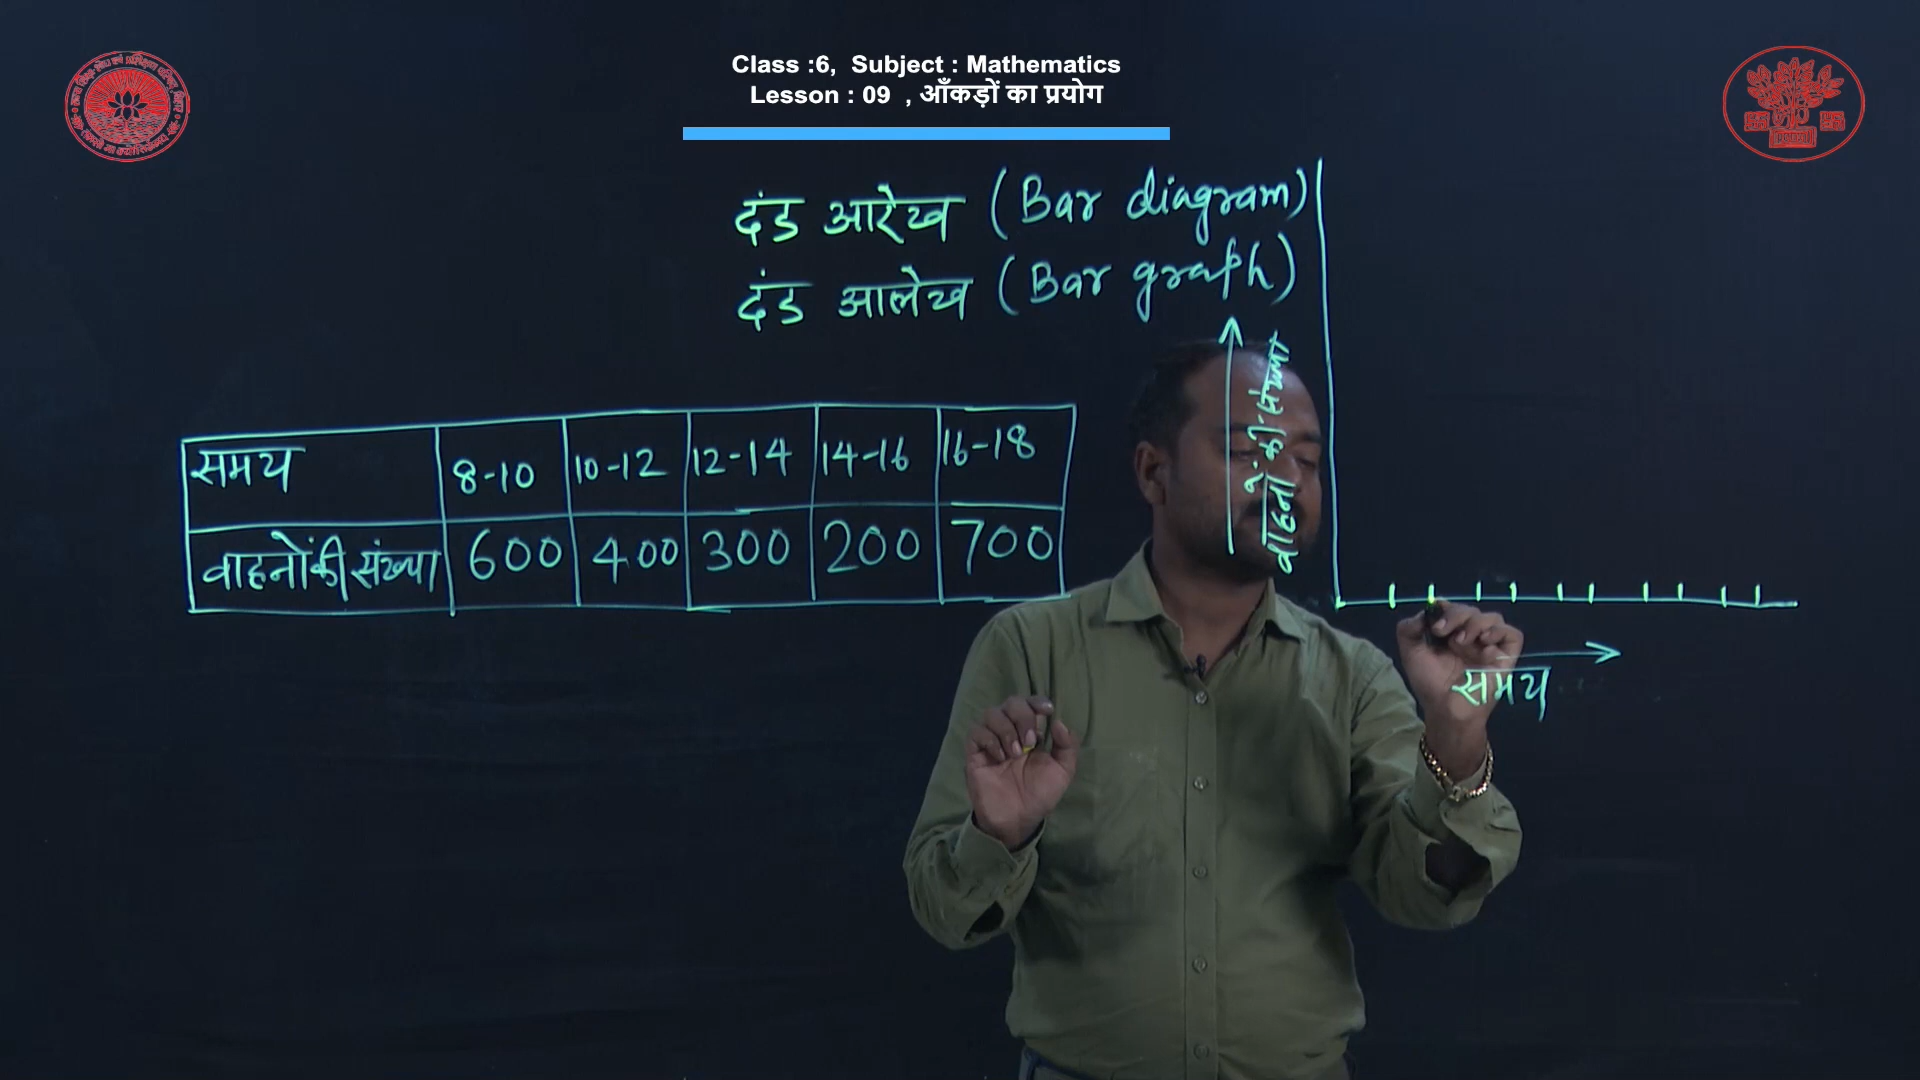 Class :6, Subject : Mathematics
Lesson : 09 , आँकड़ों का प्रयोग
दंड आरेख (Bar diagram)
दंड आलेख (Bar graph)
समय 8-10 10-12 12-14 14-16 16-18
वाहनों की संख्या 600 400 300 200 700
वाहनों की संख्या
समय